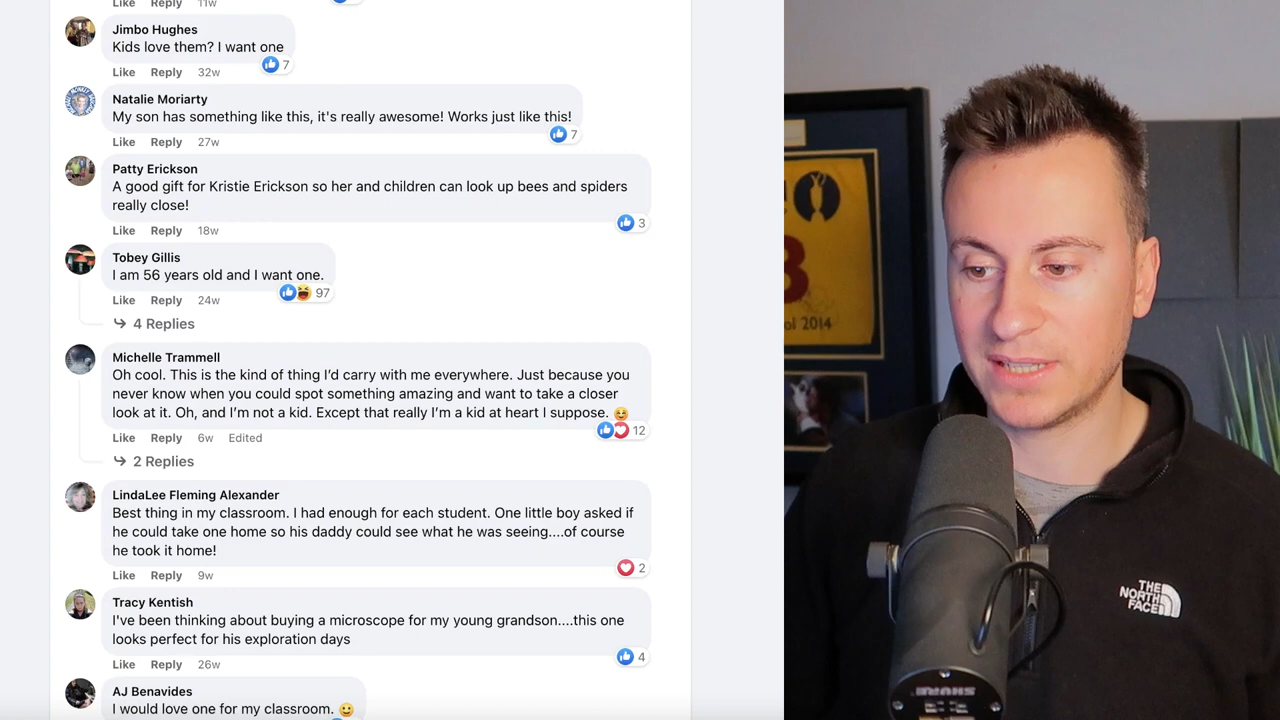 Like Reply 11w
Jimbo Hughes
Kids love them? I want one
7
Like Reply 32w
Natalie Moriarty
My son has something like this, it's really awesome! Works just like this!
7
Like Reply 27w
Patty Erickson
A good gift for Kristie Erickson so her and children can look up bees and spiders
really close!
3
Like Reply 18w
Tobey Gillis
I am 56 years old and I want one.
97
Like Reply 24w
4 Replies
Michelle Trammell
Oh cool. This is the kind of thing I’d carry with me everywhere. Just because you
never know when you could spot something amazing and want to take a closer
look at it. Oh, and I’m not a kid. Except that really I’m a kid at heart I suppose. ☺️
12
Like Reply 6w Edited
2 Replies
LindaLee Fleming Alexander
Best thing in my classroom. I had enough for each student. One little boy asked if
he could take one home so his daddy could see what he was seeing....of course
he took it home!
2
Like Reply 9w
Tracy Kentish
I've been thinking about buying a microscope for my young grandson....this one
looks perfect for his exploration days
4
Like Reply 26w
AJ Benavides
I would love one for my classroom. 😀
8
ol 2014
THE
NORTH
FACE
SHURE